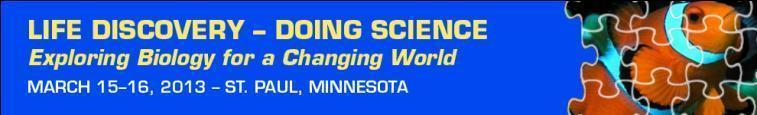 LIFE DISCOVERY – DOING SCIENCE
Exploring Biology for a Changing World
MARCH 15–16, 2013 – ST. PAUL, MINNESOTA